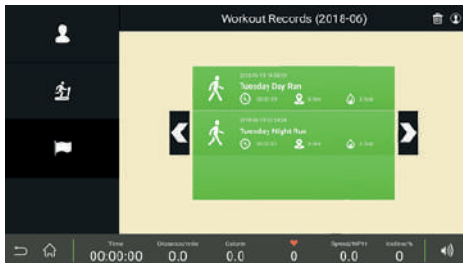 Workout Records (2018-06)
Tuesday Day Run
Tuesday Night Run
Time Distance/mile Calorie Speed/MPH Incline/%
00:00:00 0.0 0.0 0 0.0 0